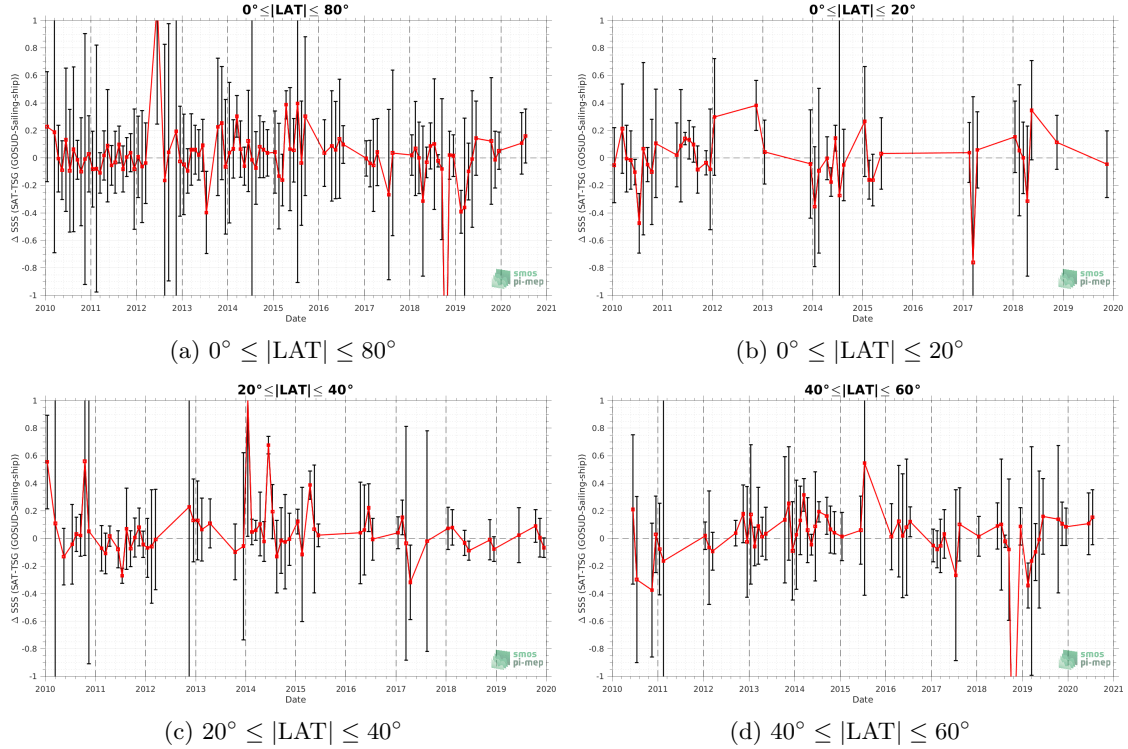 0°≤|LAT|≤ 80°
Δ SSS (SAT-TSG (GOSUD-Sailing-ship))
1
0.8
0.6
0.4
0.2
0
-0.2
-0.4
-0.6
-0.8
-1
2010 2011 2012 2013 2014 2015 2016 2017 2018 2019 2020 2021
Date
smos
pi-mep
(a) 0° ≤ |LAT| ≤ 80°
0°≤|LAT|≤ 20°
Δ SSS (SAT-TSG (GOSUD-Sailing-ship))
1
0.8
0.6
0.4
0.2
0
-0.2
-0.4
-0.6
-0.8
-1
2010 2011 2012 2013 2014 2015 2016 2017 2018 2019 2020
Date
smos
pi-mep
(b) 0° ≤ |LAT| ≤ 20°
20°≤|LAT|≤ 40°
Δ SSS (SAT-TSG (GOSUD-Sailing-ship))
1
0.8
0.6
0.4
0.2
0
-0.2
-0.4
-0.6
-0.8
-1
2010 2011 2012 2013 2014 2015 2016 2017 2018 2019 2020
Date
smos
pi-mep
(c) 20° ≤ |LAT| ≤ 40°
40°≤|LAT|≤ 60°
Δ SSS (SAT-TSG (GOSUD-Sailing-ship))
1
0.8
0.6
0.4
0.2
0
-0.2
-0.4
-0.6
-0.8
-1
2010 2011 2012 2013 2014 2015 2016 2017 2018 2019 2020 2021
Date
smos
pi-mep
(d) 40° ≤ |LAT| ≤ 60°